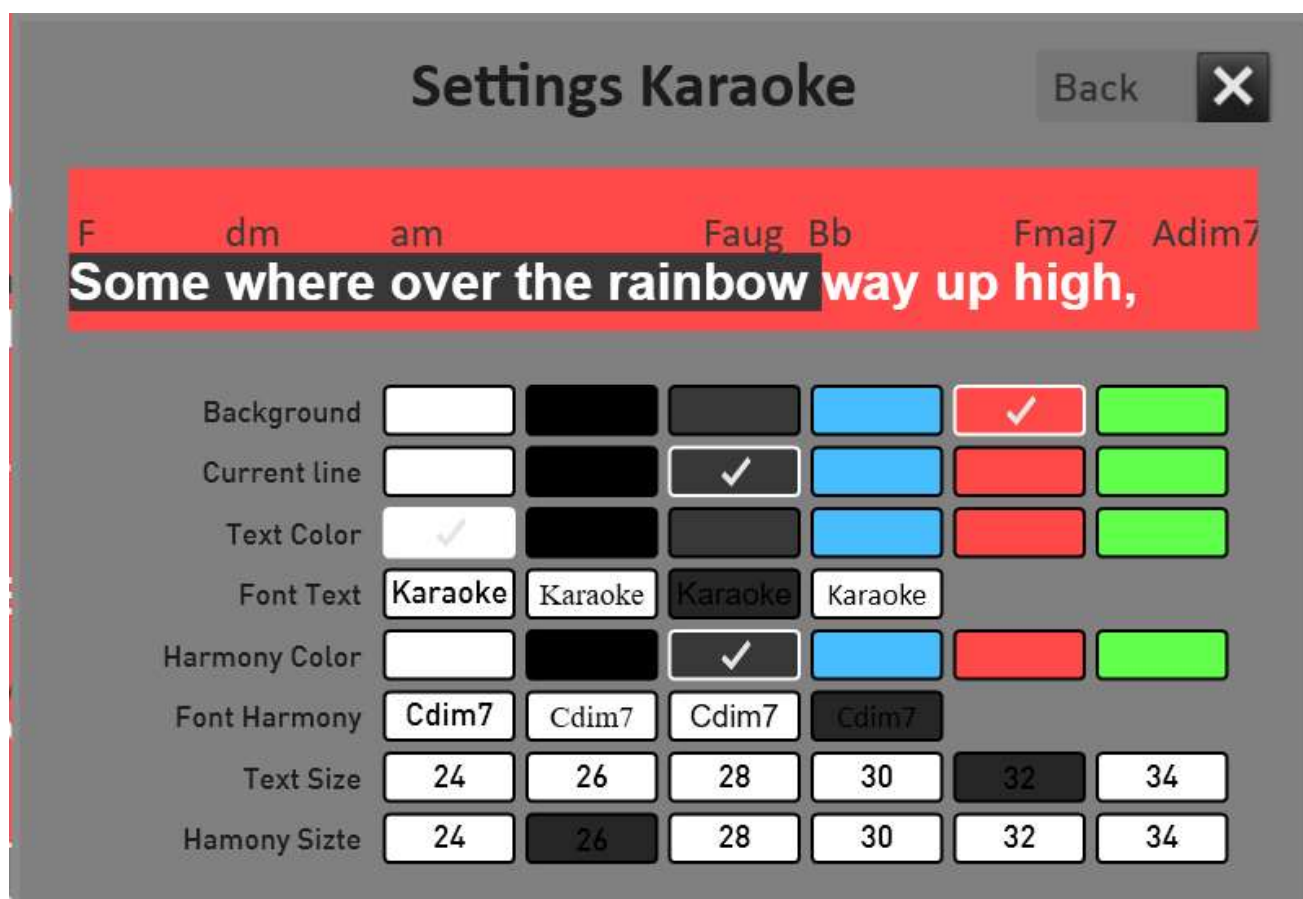 Settings Karaoke Back
F dm am Faug Bb Fmaj7 Adim7
Some where over the rainbow way up high,
Background
Current line
Text Color
Font Text Karaoke Karaoke Karaoke Karaoke
Harmony Color
Font Harmony Cdim7 Cdim7 Cdim7 Cdim7
Text Size 24 26 28 30 32 34
Hamony Sizte 24 26 28 30 32 34